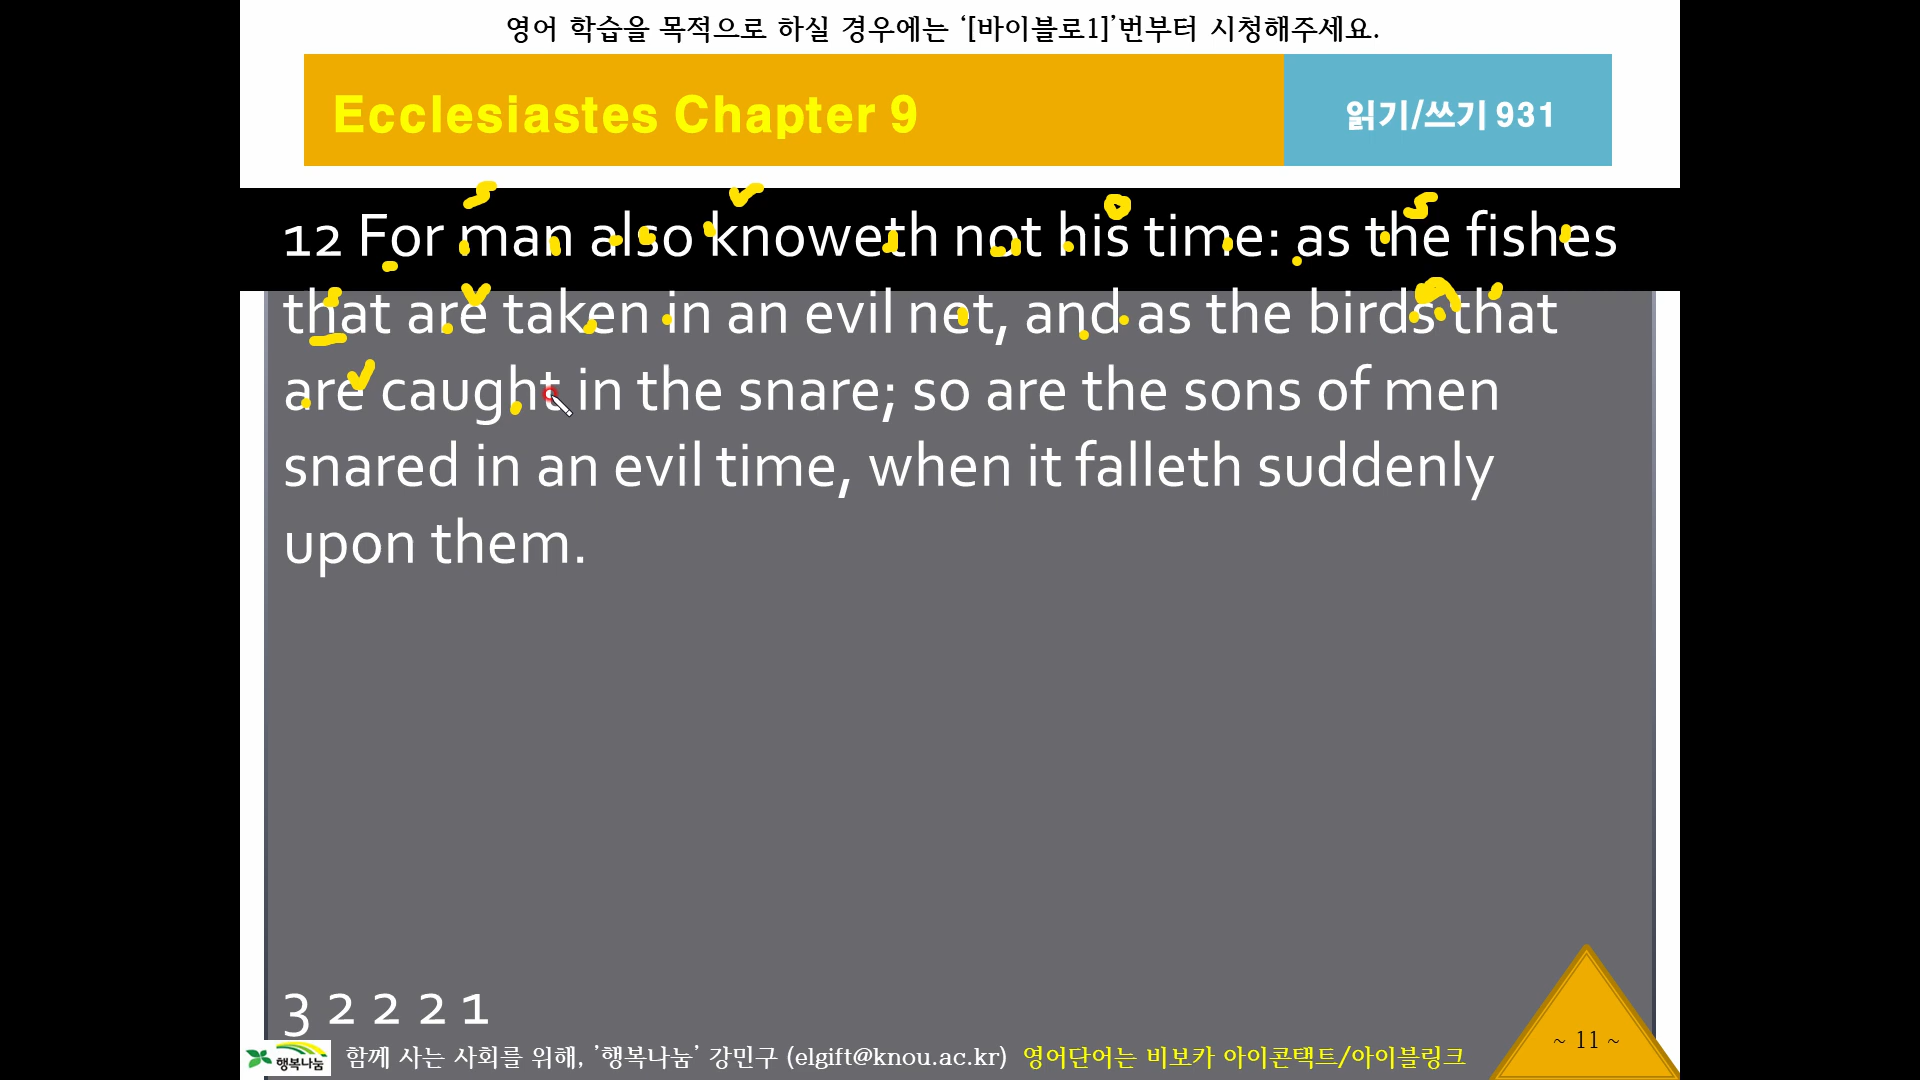 영어 학습을 목적으로 하실 경우에는 ‘[바이블로1]’번부터 시청해주세요.
Ecclesiastes Chapter 9
읽기/쓰기 931
12 For man also knoweth not his time: as the fishes
that are taken in an evil net, and as the birds that
are caught in the snare; so are the sons of men
snared in an evil time, when it falleth suddenly
upon them.
3 2 2 2 1
~ 11 ~
행복나눔
함께 사는 사회를 위해, ’행복나눔’ 강민구 (elgift@knou.ac.kr) 영어단어는 비보카 아이콘택트/아이블링크